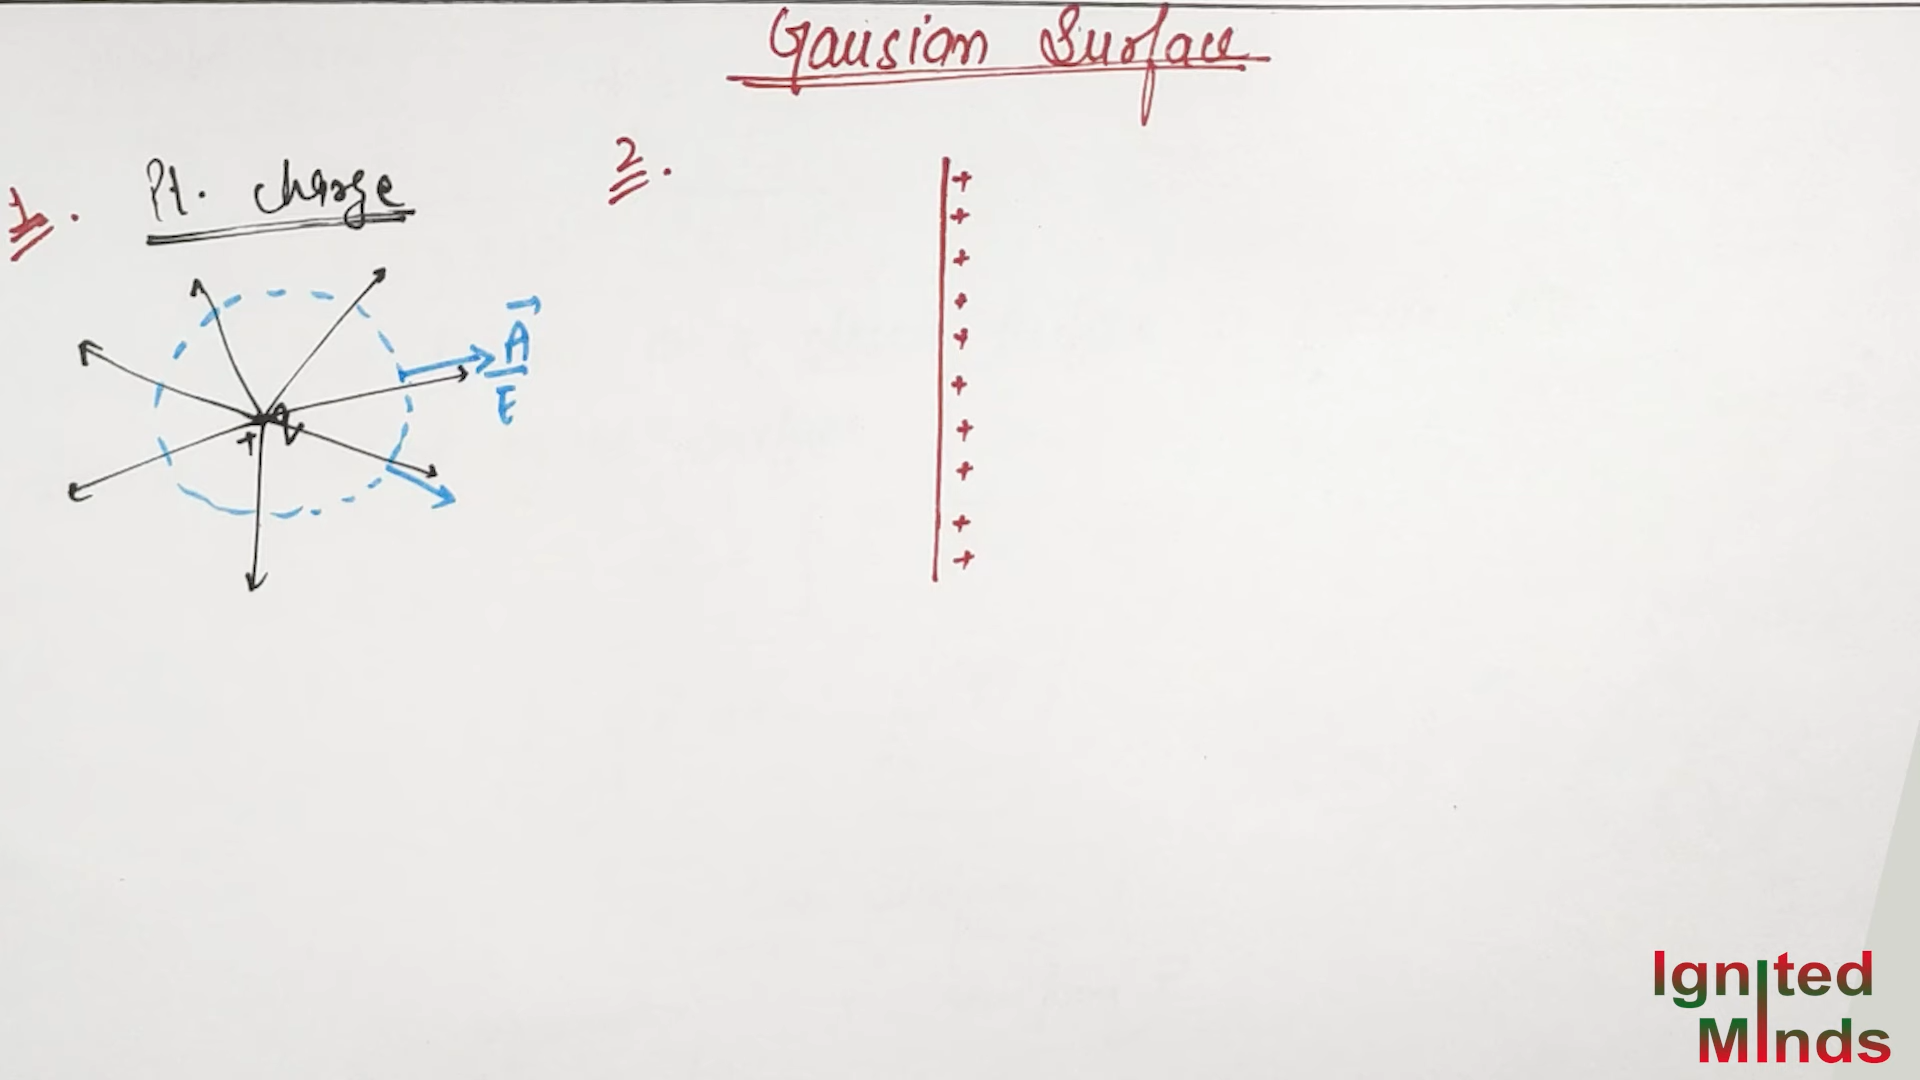 Gausian Surface
1.
Pt. charge
2.
+
+
+
+
+
+
+
+
+
+
A
E
+q
Ignited
Minds